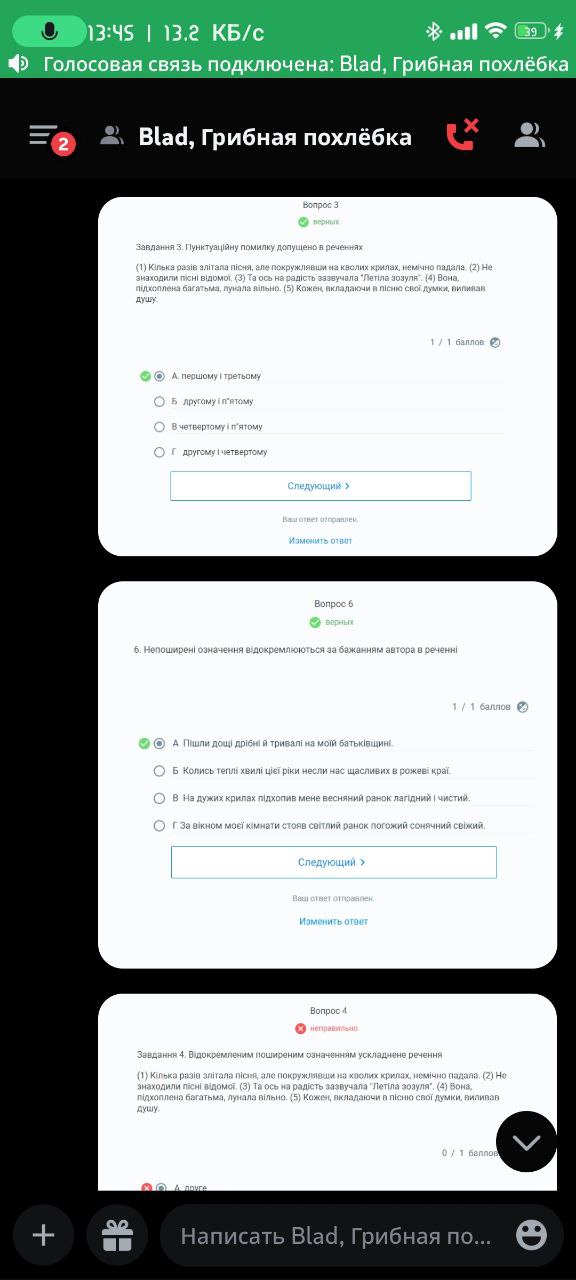 13:45 | 13,2 КБ/с
39
Голосовая связь подключена: Blad, Грибная похлёбка
2
Blad, Грибная похлёбка
Вопрос 3
верных
Завдання 3. Пунктуаційну помилку допущено в реченнях
(1) Кілька разів злітала пісня, але покружлявши на кволих крилах, немічно падала. (2) Не
знаходили пісні відомої. (3) Та ось на радість зазвучала "Летіла зозуля". (4) Вона,
підхоплена багатьма, лунала вільно. (5) Кожен, вкладаючи в пісню свої думки, виливав
душу.
1 / 1 баллов
А. першому і третьому
Б другому і п"ятому
В четвертому і п"ятому
Г другому і четвертому
Следующий >
Ваш ответ отправлен.
Изменить ответ
Вопрос 6
верных
6. Непоширені означення відокремлюються за бажанням автора в реченні
1 / 1 баллов
А Пішли дощі дрібні й тривалі на моїй батьківщині.
Б Колись теплі хвилі цієї ріки несли нас щасливих в рожеві краї.
В На дужих крилах підхопив мене весняний ранок лагідний і чистий.
Г За вікном моєї кімнати стояв світлий ранок погожий сонячний свіжий.
Следующий >
Ваш ответ отправлен.
Изменить ответ
Вопрос 4
неправильно
Завдання 4. Відокремленим поширеним означенням ускладнене речення
(1) Кілька разів злітала пісня, але покружлявши на кволих крилах, немічно падала. (2) Не
знаходили пісні відомої. (3) Та ось на радість зазвучала "Летіла зозуля". (4) Вона,
підхоплена багатьма, лунала вільно. (5) Кожен, вкладаючи в пісню свої думки, виливав
душу.
0 / 1 баллов
А друге
Написать Blad, Грибная по...